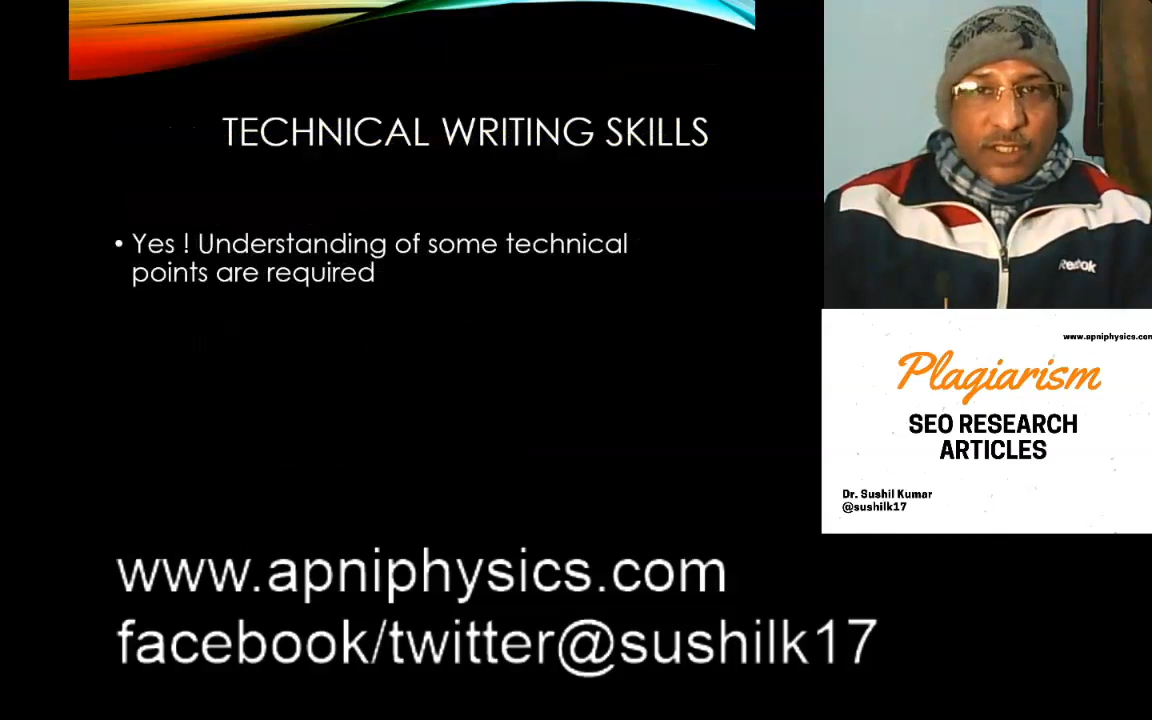 TECHNICAL WRITING SKILLS
• Yes ! Understanding of some technical
points are required
Reebok
www.apniphysics.com
Plagiarism
SEO RESEARCH
ARTICLES
Dr. Sushil Kumar
@sushilk17
www.apniphysics.com
facebook/twitter@sushilk17